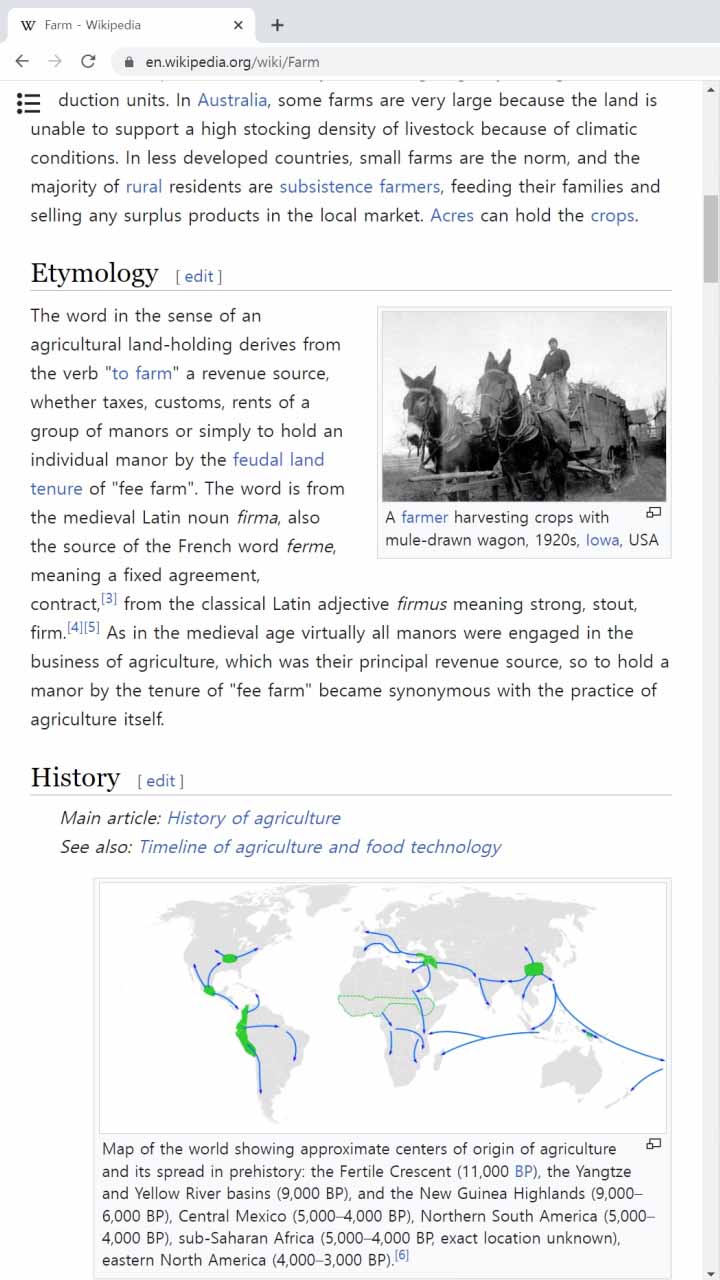 Farm - Wikipedia
en.wikipedia.org/wiki/Farm
duction units. In Australia, some farms are very large because the land is
unable to support a high stocking density of livestock because of climatic
conditions. In less developed countries, small farms are the norm, and the
majority of rural residents are subsistence farmers, feeding their families and
selling any surplus products in the local market. Acres can hold the crops.
Etymology [ edit ]
The word in the sense of an
agricultural land-holding derives from
the verb "to farm" a revenue source,
whether taxes, customs, rents of a
group of manors or simply to hold an
individual manor by the feudal land
tenure of "fee farm". The word is from
the medieval Latin noun firma, also
the source of the French word ferme,
meaning a fixed agreement,
contract,[3] from the classical Latin adjective firmus meaning strong, stout,
firm.[4][5] As in the medieval age virtually all manors were engaged in the
business of agriculture, which was their principal revenue source, so to hold a
manor by the tenure of "fee farm" became synonymous with the practice of
agriculture itself.
A farmer harvesting crops with
mule-drawn wagon, 1920s, Iowa, USA
History [ edit ]
Main article: History of agriculture
See also: Timeline of agriculture and food technology
Map of the world showing approximate centers of origin of agriculture
and its spread in prehistory: the Fertile Crescent (11,000 BP), the Yangtze
and Yellow River basins (9,000 BP), and the New Guinea Highlands (9,000–
6,000 BP), Central Mexico (5,000–4,000 BP), Northern South America (5,000–
4,000 BP), sub-Saharan Africa (5,000–4,000 BP, exact location unknown),
eastern North America (4,000–3,000 BP).[6]